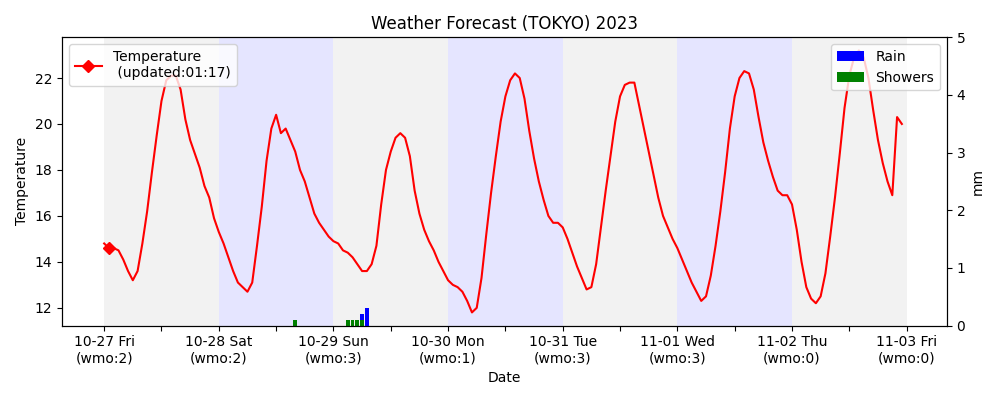 Weather Forecast (TOKYO) 2023
Temperature
(updated:01:17)
Rain
Showers
22
20
18
16
14
12
Temperature
5
4
3
2
1
0
mm
10-27 Fri
(wmo:2)
10-28 Sat
(wmo:2)
10-29 Sun
(wmo:3)
10-30 Mon
(wmo:1)
10-31 Tue
(wmo:3)
11-01 Wed
(wmo:3)
11-02 Thu
(wmo:0)
11-03 Fri
(wmo:0)
Date